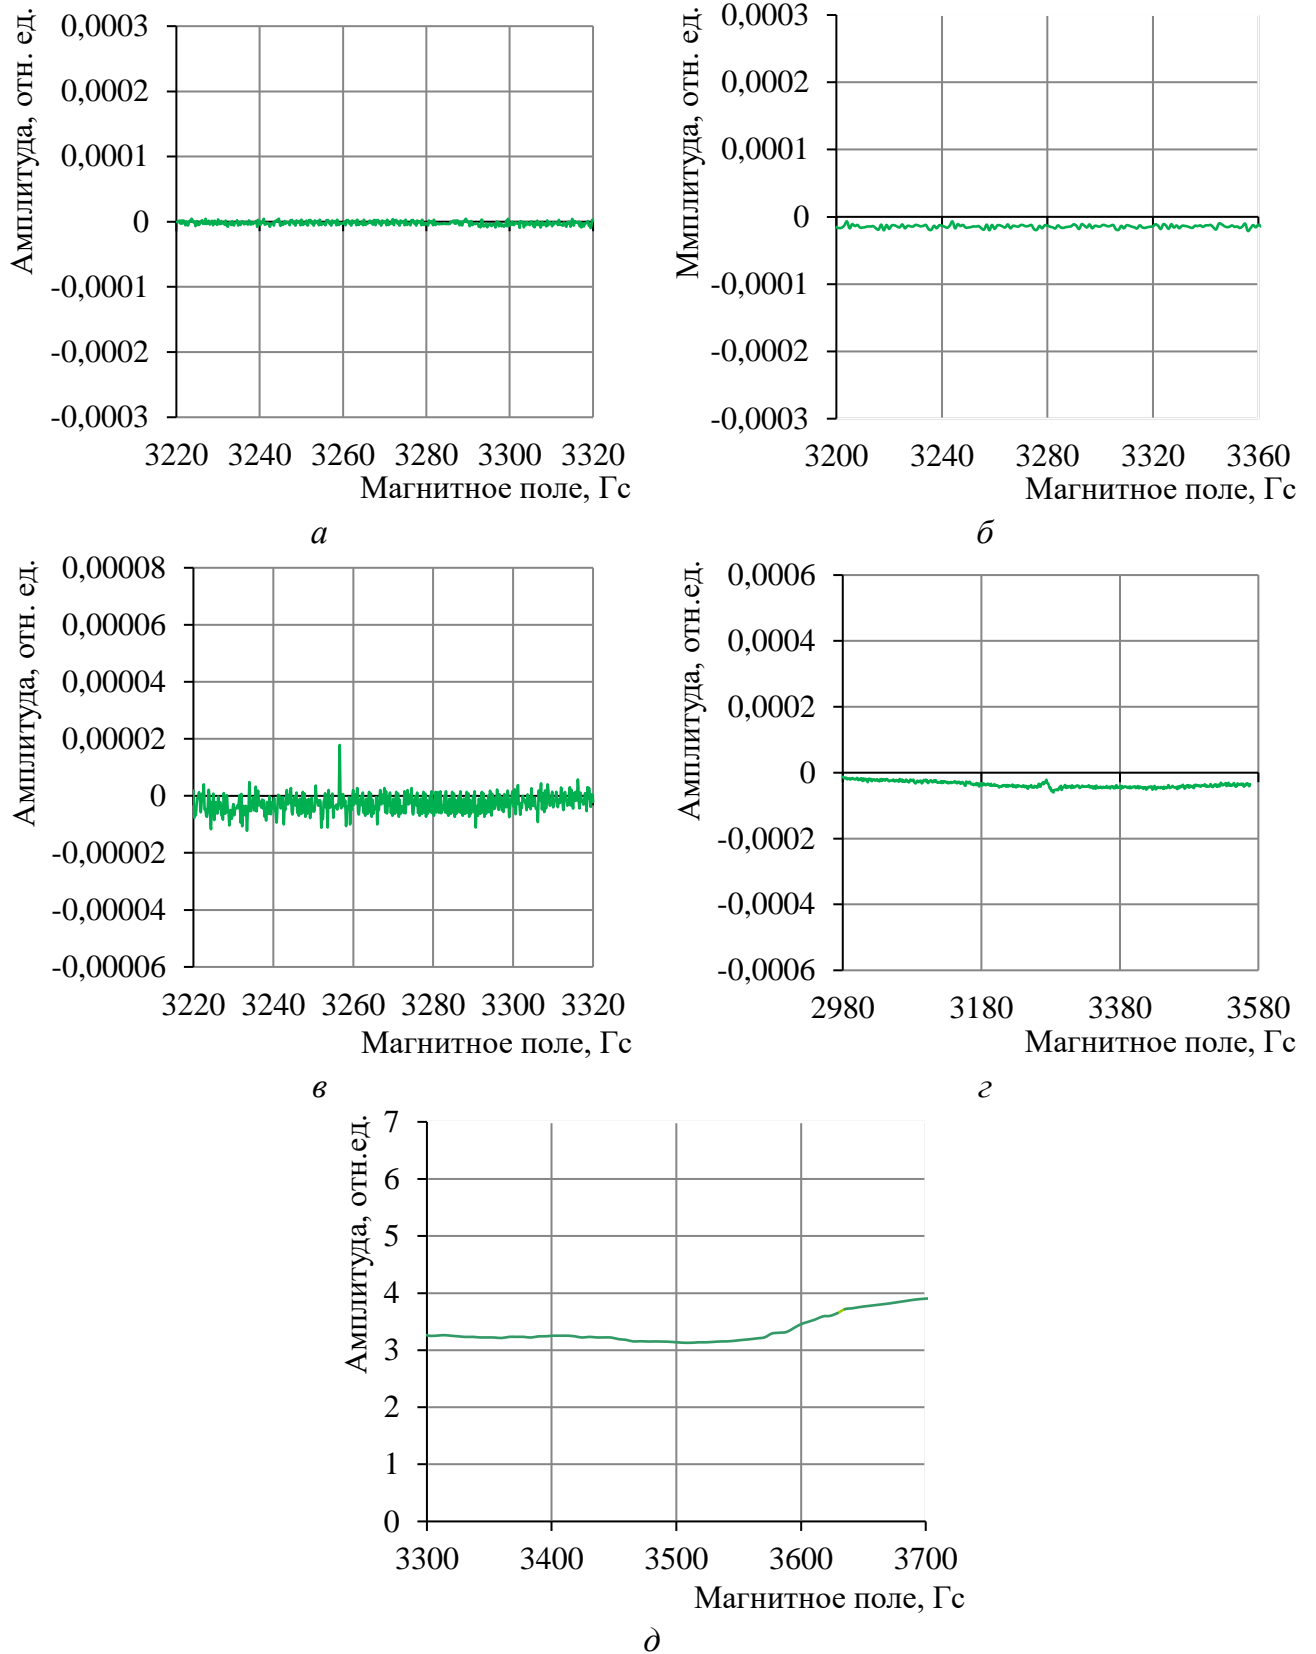 Амплитуда, отн. ед.
0,0003
0,0002
0,0001
0
-0,0001
-0,0002
-0,0003
3220 3240 3260 3280 3300 3320
Магнитное поле, Гс
а
Ммплитуда, отн. ед.
0,0003
0,0002
0,0001
0
-0,0001
-0,0002
-0,0003
3200 3240 3280 3320 3360
Магнитное поле, Гс
б
Амплитуда, отн. ед.
0,00008
0,00006
0,00004
0,00002
0
-0,00002
-0,00004
-0,00006
3220 3240 3260 3280 3300 3320
Магнитное поле, Гс
в
Амплитуда, отн.ед.
0,0006
0,0004
0,0002
0
-0,0002
-0,0004
-0,0006
2980 3180 3380 3580
Магнитное поле, Гс
г
Амплитуда, отн.ед.
7
6
5
4
3
2
1
0
3300 3400 3500 3600 3700
Магнитное поле, Гс
д